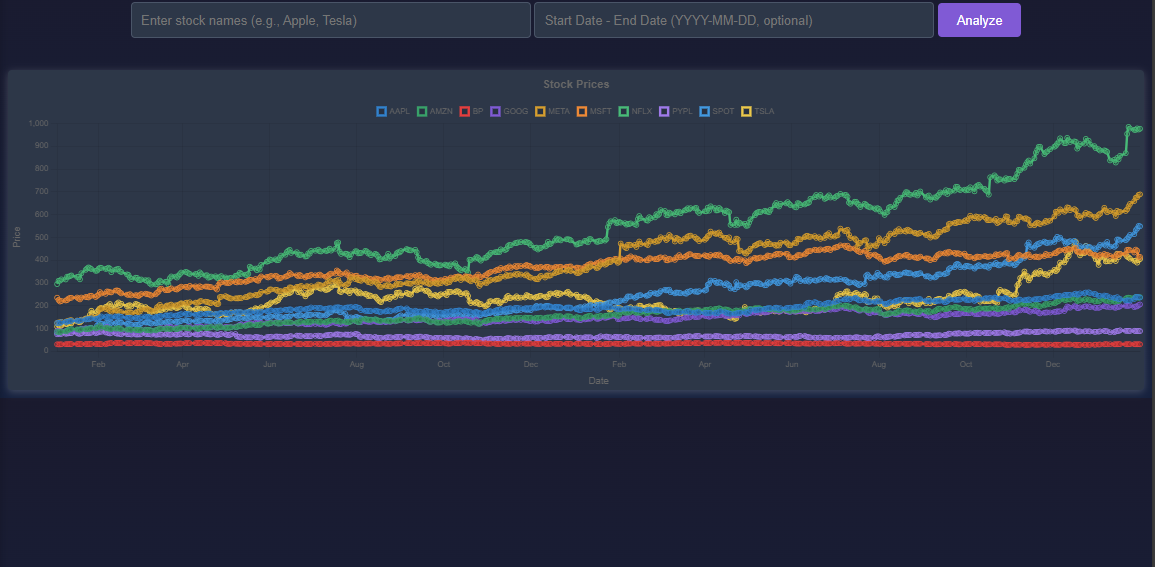 Enter stock names (e.g., Apple, Tesla) Start Date - End Date (YYYY-MM-DD, optional) Analyze
Stock Prices
AAPL AMZN BP GOOG META MSFT NFLX PYPL SPOT TSLA
1,000
900
800
700
600
500
400
300
200
100
0
Price
Feb Apr Jun Aug Oct Dec Feb Apr Jun Aug Oct Dec
Date